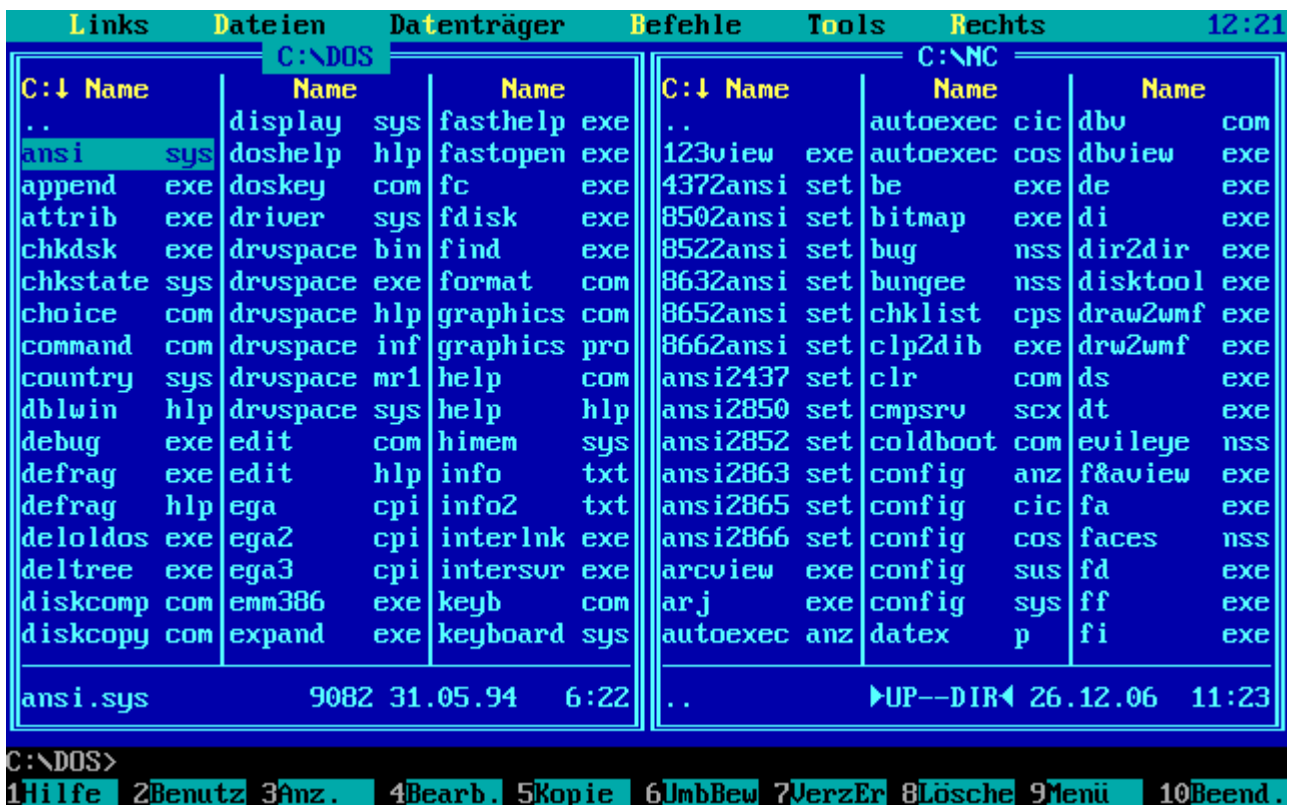 Links Dateien Datenträger Befehle Tools Rechts 12:21
C:\DOS C:\NC
C:↓ Name Name Name C:↓ Name Name Name
.. display sys fasthelp exe .. autoexec cic dbv com
ansi sys doshelp hlp fastopen exe 123view exe autoexec cos dbview exe
append exe doskey com fc exe 4372ansi set be exe de exe
attrib exe driver sys fdisk exe 8502ansi set bitmap exe di exe
chkdsk exe drvspace bin find exe 8522ansi set bug nss dir2dir exe
chkstate sys drvspace exe format com 8632ansi set bungee nss disktool exe
choice com drvspace hlp graphics com 8652ansi set chklist cps draw2wmf exe
command com drvspace inf graphics pro 8662ansi set clp2dib exe drw2wmf exe
country sys drvspace mr1 help com ansi2437 set clr com ds exe
dblwin hlp drvspace sys help hlp ansi2850 set cmpsrv scx dt exe
debug exe edit com himem sys ansi2852 set coldboot com evileye nss
defrag exe edit hlp info txt ansi2863 set config anz f&aview exe
defrag hlp ega cpi info2 txt ansi2865 set config cic fa exe
deloldos exe ega2 cpi interlnk exe ansi2866 set config cos faces nss
deltree exe ega3 cpi intersvr exe arcview exe config sus fd exe
diskcomp com emm386 exe keyb com arj exe config sys ff exe
diskcopy com expand exe keyboard sys autoexec anz datex p fi exe
ansi.sys 9082 31.05.94 6:22 .. ►UP--DIR◄ 26.12.06 11:23
C:\DOS>
1Hilfe 2Benutz 3Anz. 4Bearb. 5Kopie 6UmbBew 7VerzEr 8Lösche 9Menü 10Beend.